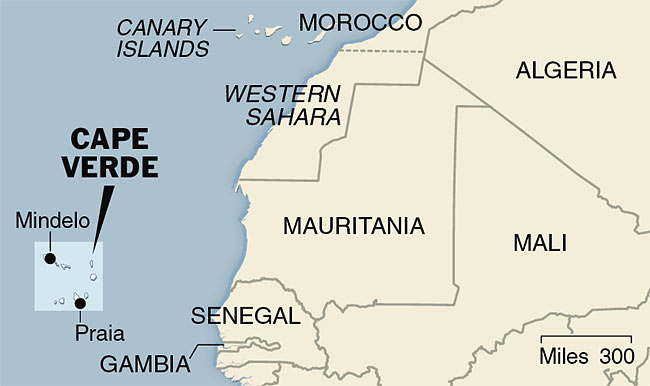 CANARY
ISLANDS
MOROCCO
ALGERIA
WESTERN
SAHARA
CAPE
VERDE
Mindelo
MAURITANIA
MALI
SENEGAL
Praia
GAMBIA
Miles 300